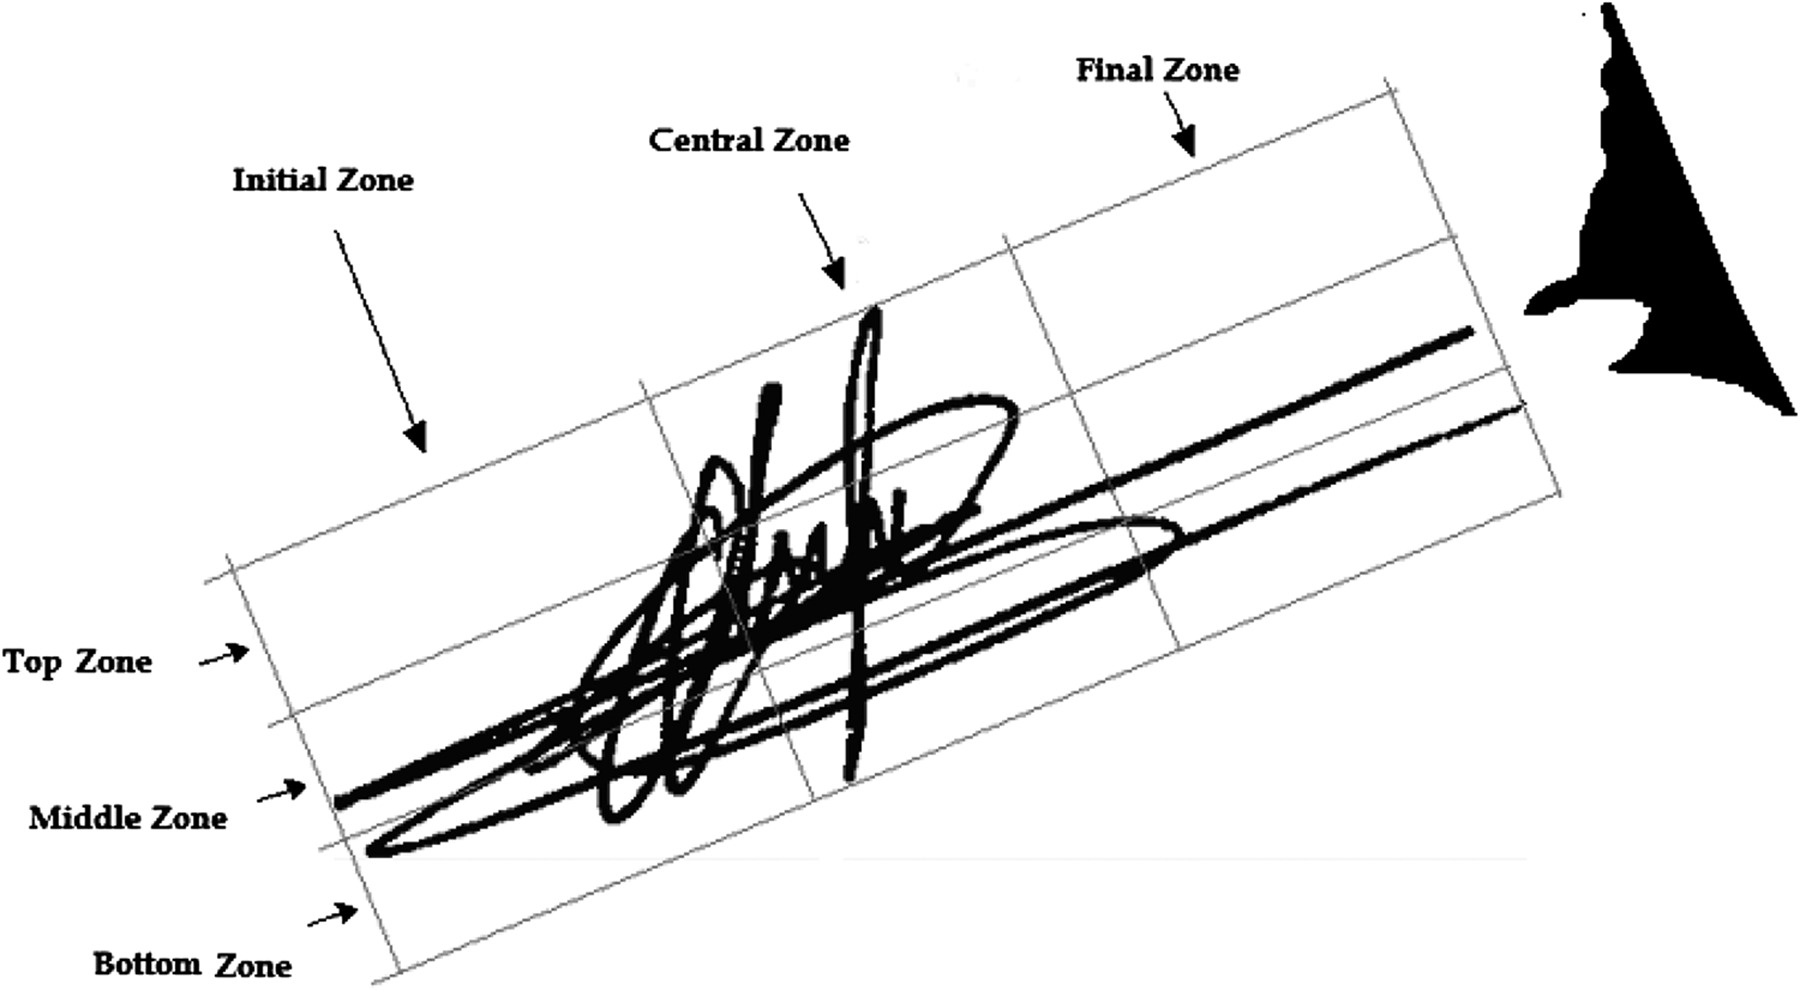 Final Zone
Central Zone
Initial Zone
Top Zone
Middle Zone
Bottom Zone